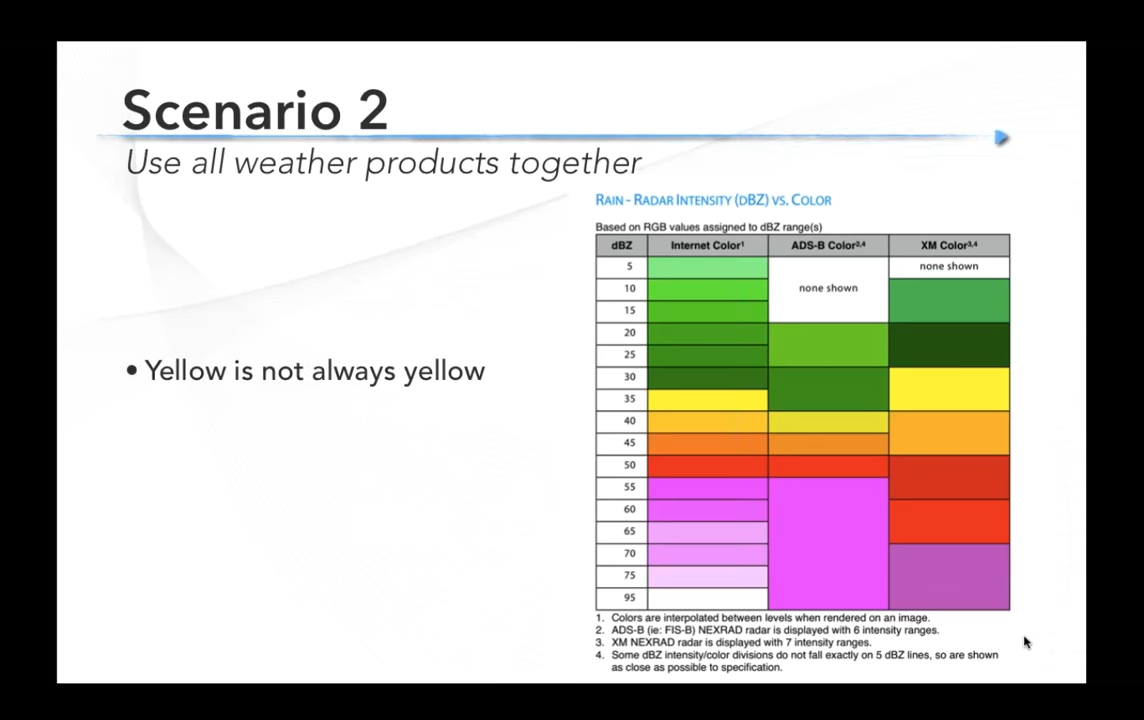 Scenario 2
Use all weather products together
• Yellow is not always yellow
RAIN - RADAR INTENSITY (DBZ) VS. COLOR
Based on RGB values assigned to dBZ range(s)
dBZ Internet Color¹ ADS-B Color²,⁴ XM Color³,⁴
5 none shown
10 none shown
15
20
25
30
35
40
45
50
55
60
65
70
75
95
1. Colors are interpolated between levels when rendered on an image.
2. ADS-B (ie: FIS-B) NEXRAD radar is displayed with 6 intensity ranges.
3. XM NEXRAD radar is displayed with 7 intensity ranges.
4. Some dBZ intensity/color divisions do not fall exactly on 5 dBZ lines, so are shown
as close as possible to specification.